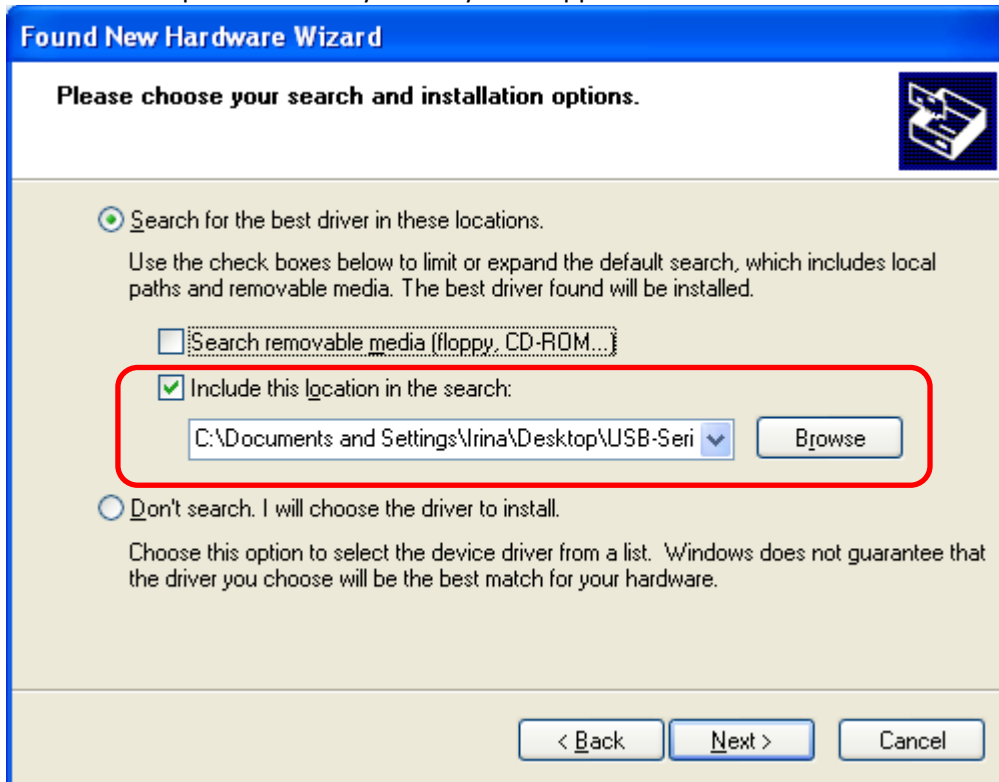 Found New Hardware Wizard
Please choose your search and installation options.
Search for the best driver in these locations.
Use the check boxes below to limit or expand the default search, which includes local
paths and removable media. The best driver found will be installed.
Search removable media (floppy, CD-ROM...)
Include this location in the search:
C:\Documents and Settings\Irina\Desktop\USB-Seri
Browse
Don't search. I will choose the driver to install.
Choose this option to select the device driver from a list. Windows does not guarantee that
the driver you choose will be the best match for your hardware.
< Back
Next >
Cancel